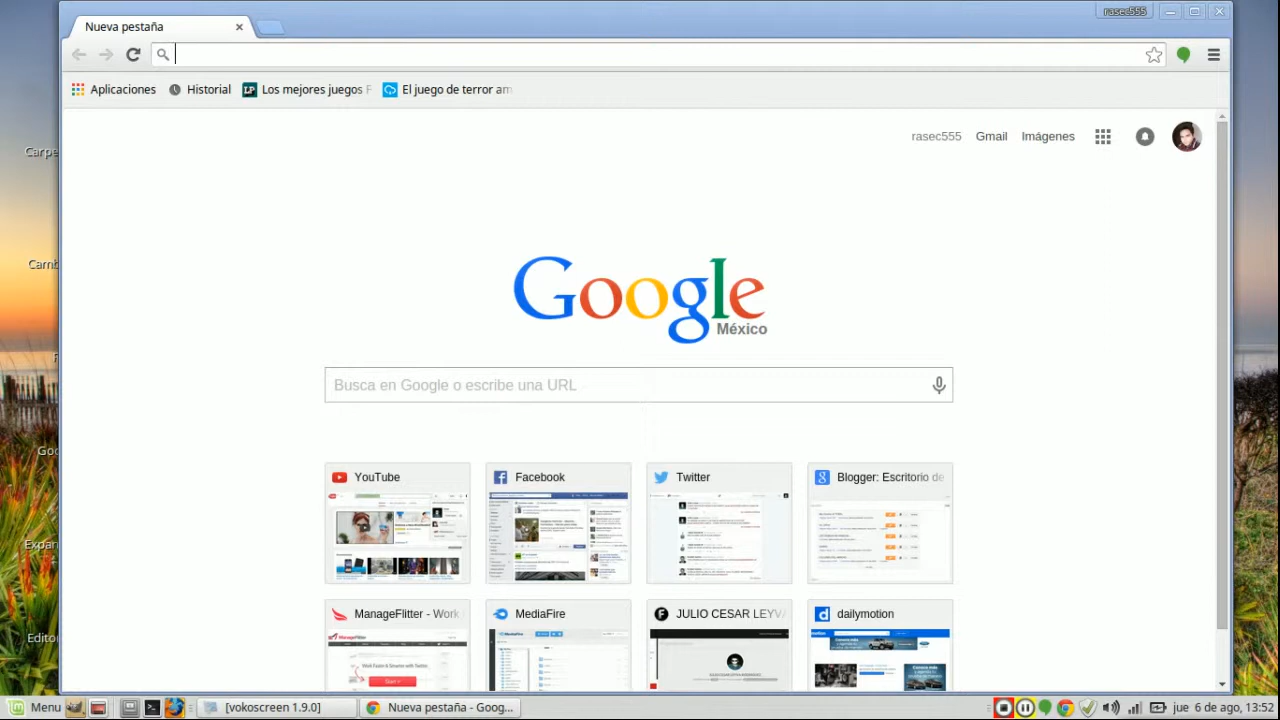 rasec555
Nueva pestaña
Aplicaciones
Historial
Los mejores juegos F
El juego de terror am
rasec555 Gmail Imágenes
Carpe
Camb
Google
México
Busca en Google o escribe una URL
Goo
YouTube
Facebook
Twitter
Blogger: Escritorio de
Expan
ManageFlitter - Work
MediaFire
JULIO CESAR LEYVA
dailymotion
Editor
Menu
[vokoscreen 1.9.0]
Nueva pestaña - Goog...
jue 6 de ago, 13:52